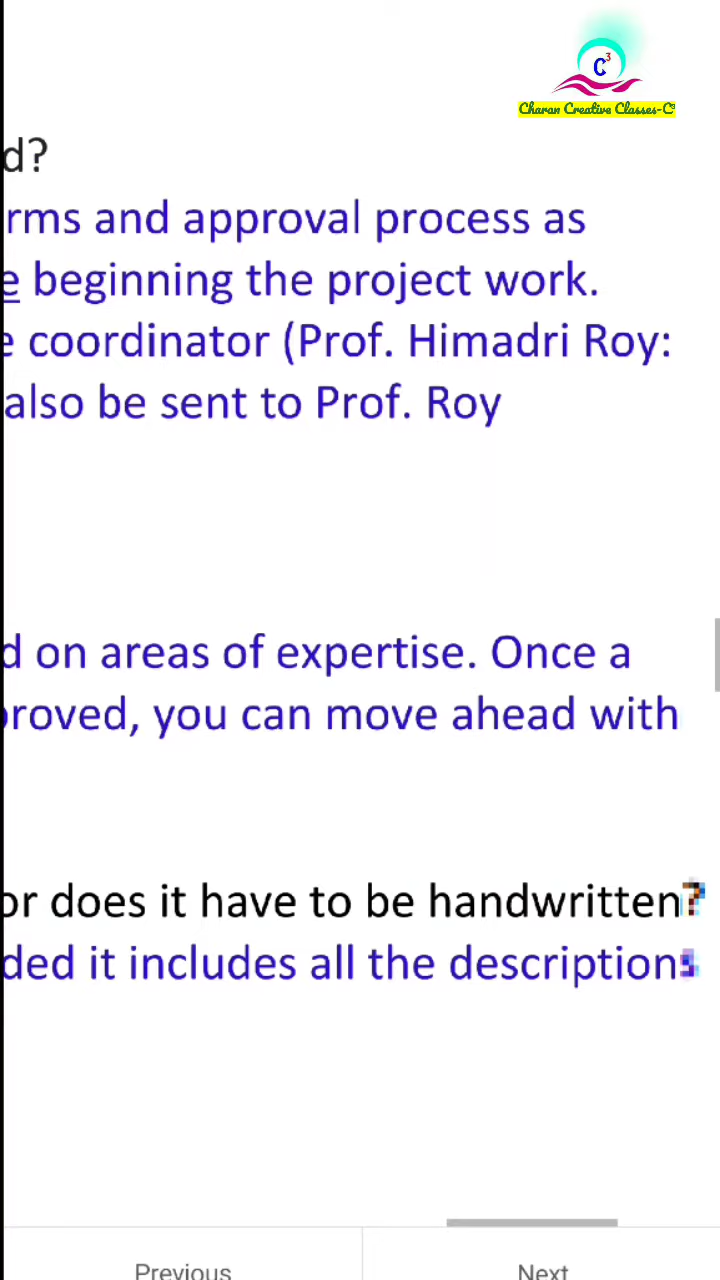 C3
Charan Creative Classes-C3
d?
rms and approval process as
e beginning the project work.
e coordinator (Prof. Himadri Roy:
also be sent to Prof. Roy
d on areas of expertise. Once a
proved, you can move ahead with
or does it have to be handwritten?
ded it includes all the descriptions
Previous Next